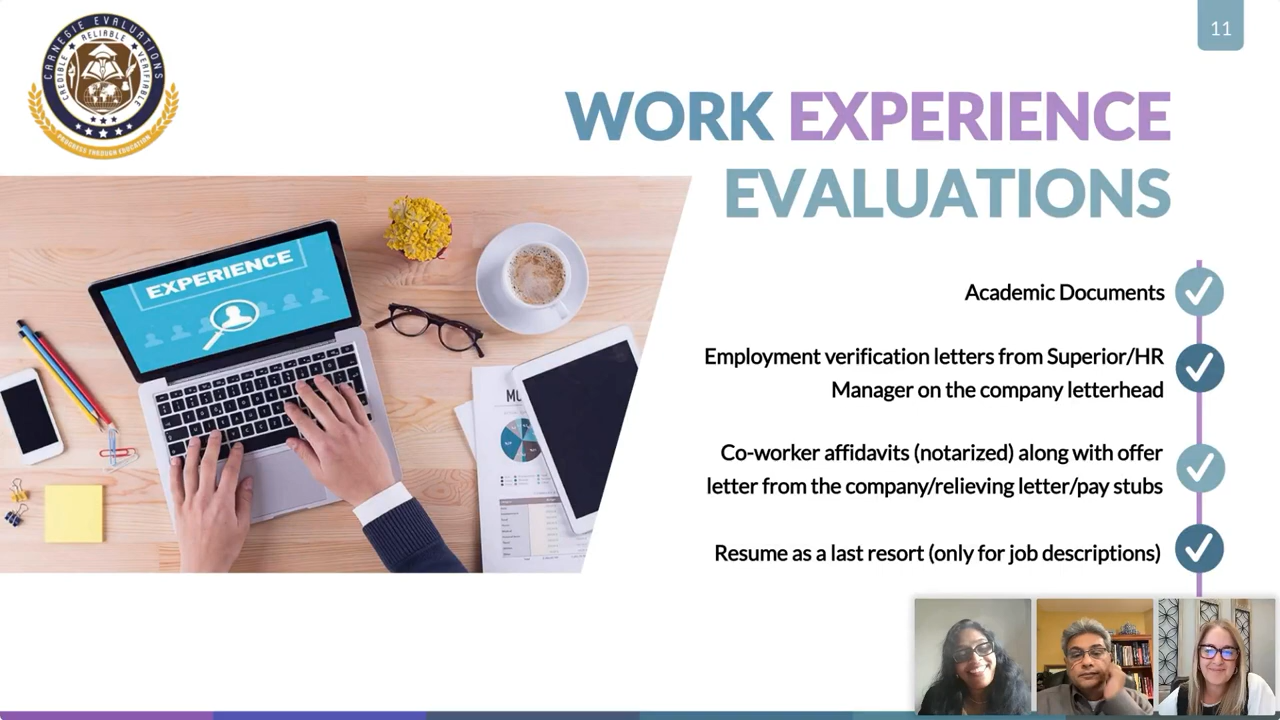 CARNEGIE EVALUATIONS
RELIABLE
CREDIBLE
VERIFIABLE
PROGRESS THROUGH EDUCATION
11
WORK EXPERIENCE
EVALUATIONS
EXPERIENCE
Academic Documents
Employment verification letters from Superior/HR
Manager on the company letterhead
Co-worker affidavits (notarized) along with offer
letter from the company/relieving letter/pay stubs
Resume as a last resort (only for job descriptions)